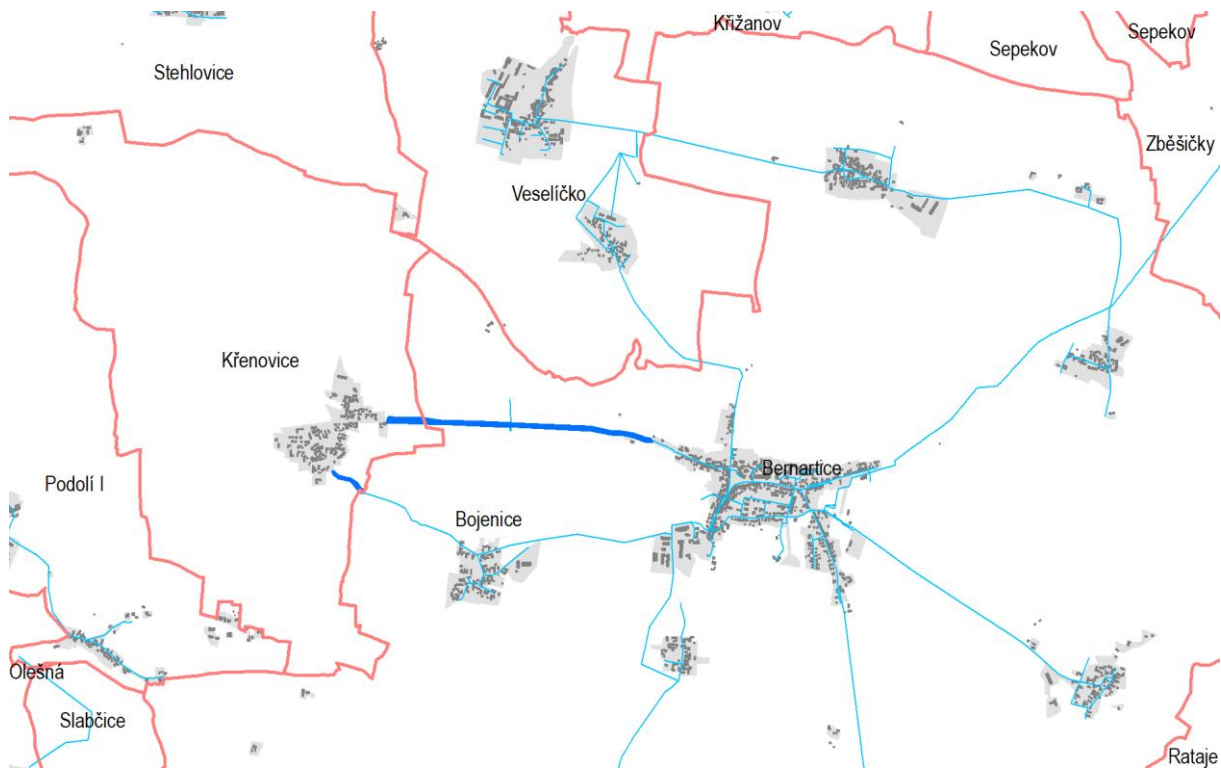 Křižanov
Sepekov
Sepekov
Stehlovice
Zběšičky
Veselíčko
Křenovice
Bernartice
Podolí I
Bojenice
Olešná
Slabčice
Rataje